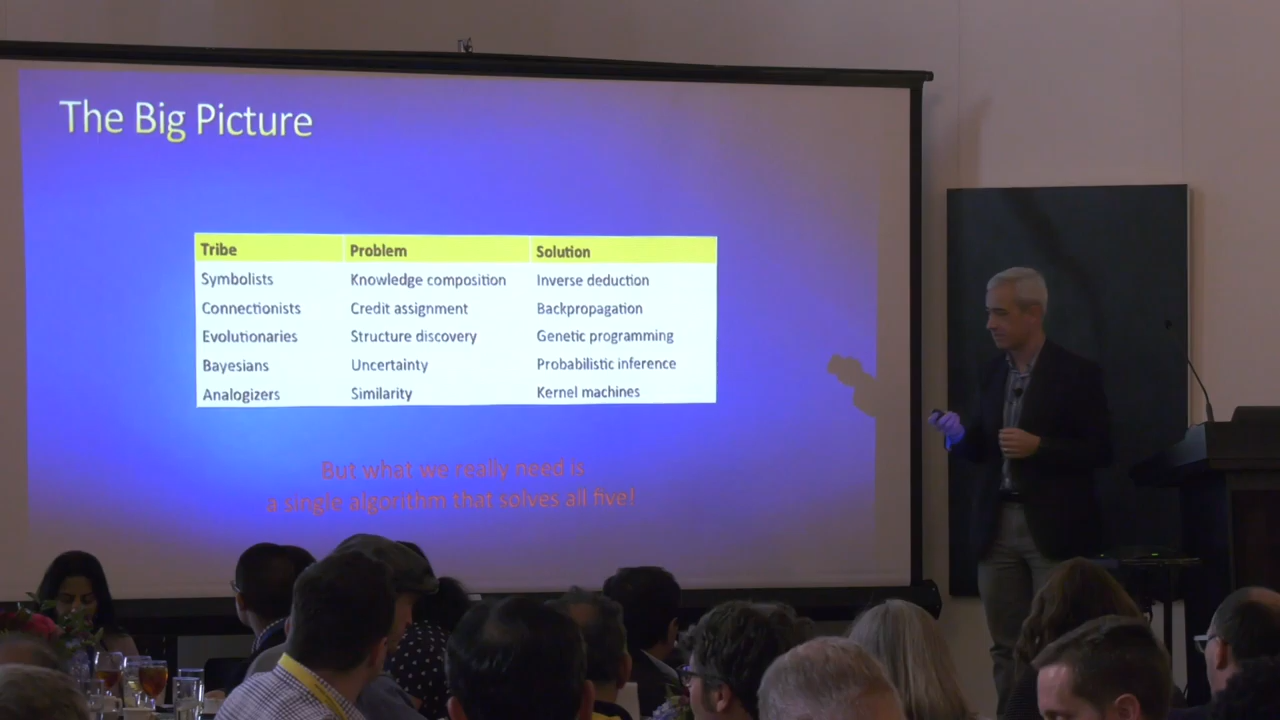 The Big Picture
Tribe Problem Solution
Symbolists Knowledge composition Inverse deduction
Connectionists Credit assignment Backpropagation
Evolutionaries Structure discovery Genetic programming
Bayesians Uncertainty Probabilistic inference
Analogizers Similarity Kernel machines
But what we really need is
a single algorithm that solves all five!